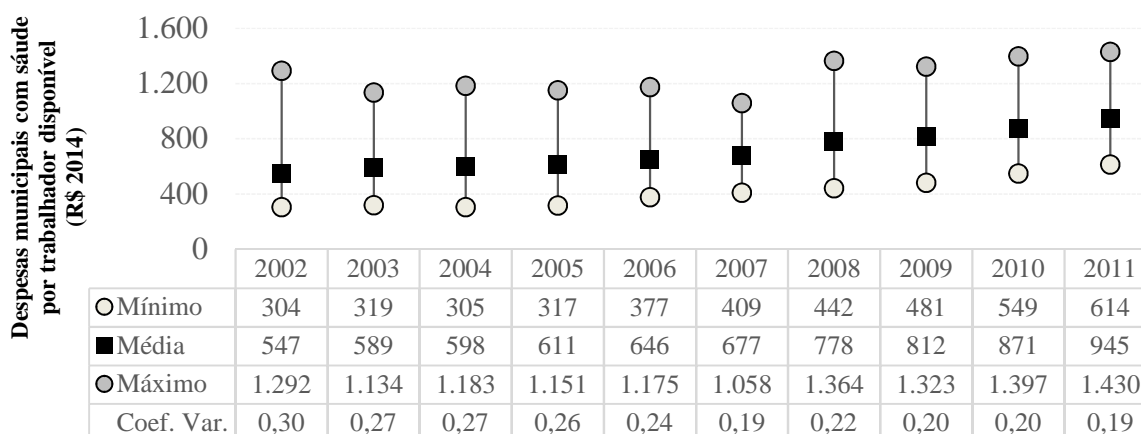 Despesas municipais com sáude
por trabalhador disponível
(R$ 2014)
1.600
1.200
800
400
0
2002 2003 2004 2005 2006 2007 2008 2009 2010 2011
Mínimo 304 319 305 317 377 409 442 481 549 614
Média 547 589 598 611 646 677 778 812 871 945
Máximo 1.292 1.134 1.183 1.151 1.175 1.058 1.364 1.323 1.397 1.430
Coef. Var. 0,30 0,27 0,27 0,26 0,24 0,19 0,22 0,20 0,20 0,19